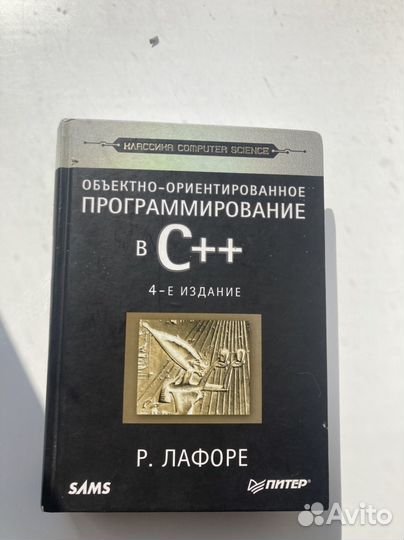 КЛАССИКА COMPUTER SCIENCE
ОБЪЕКТНО-ОРИЕНТИРОВАННОЕ
ПРОГРАММИРОВАНИЕ
В C++
4-Е ИЗДАНИЕ
Р. ЛАФОРЕ
SAMS ПИТЕР
Avito